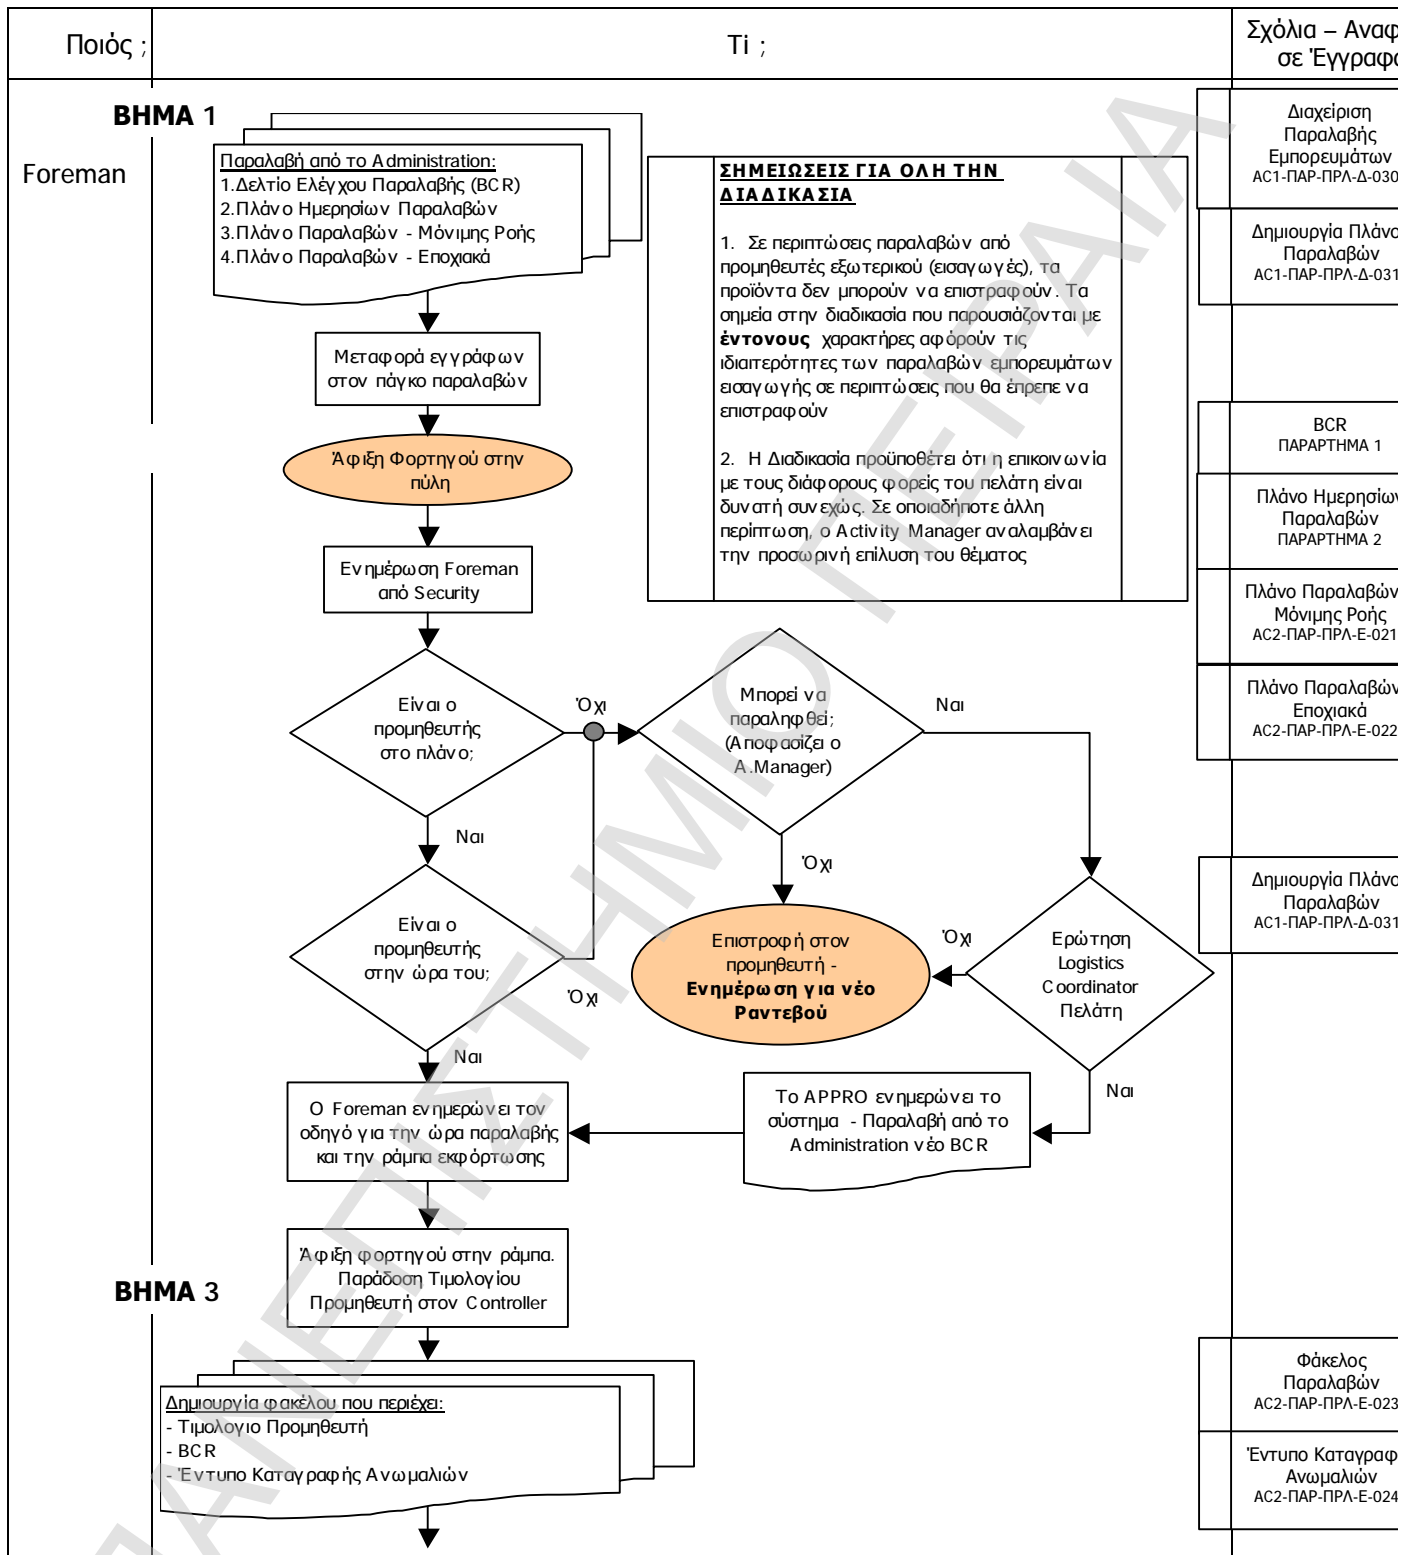 Ποιός ;
Τi ;
Σχόλια – Αναφ
σε Έγγραφα
ΒΗΜΑ 1
Foreman
Παραλαβή από το Administration:
1.Δελτίο Ελέγχου Παραλαβής (BCR)
2.Πλάνο Ημερησίων Παραλαβών
3.Πλάνο Παραλαβών - Μόνιμης Ροής
4.Πλάνο Παραλαβών - Εποχιακά
Μεταφορά εγγράφων
στον πάγκο παραλαβών
Άφιξη Φορτηγού στην
πύλη
Ενημέρωση Foreman
από Security
ΣΗΜΕΙΩΣΕΙΣ ΓΙΑ ΟΛΗ ΤΗΝ
ΔΙΑΔΙΚΑΣΙΑ
1. Σε περιπτώσεις παραλαβών από
προμηθευτές εξωτερικού (εισαγωγές), τα
προϊόντα δεν μπορούν να επιστραφούν. Τα
σημεία στην διαδικασία που παρουσιάζονται με
έντονους χαρακτήρες αφόρούν τις
ιδιαιτερότητες των παραλαβών εμπορευμάτων
εισαγωγής σε περιπτώσεις που θα έπρεπε να
επιστραφούν
2. Η Διαδικασία προϋποθέτει ότι η επικοινωνία
με τους διάφορους φορείς του πελάτη είναι
δυνατή συνεχώς. Σε οποιαδήποτε άλλη
περίπτωση, ο Activity Manager αναλαμβάνει
την προσωρινή επίλυση του θέματος
Διαχείριση
Παραλαβής
Εμπορευμάτων
AC1-ΠΑΡ-ΠΡΛ-Δ-030
Δημιουργία Πλάνο
Παραλαβών
AC1-ΠΑΡ-ΠΡΛ-Δ-031
BCR
ΠΑΡΑΡΤΗΜΑ 1
Πλάνο Ημερησίων
Παραλαβών
ΠΑΡΑΡΤΗΜΑ 2
Πλάνο Παραλαβών
Μόνιμης Ροής
AC2-ΠΑΡ-ΠΡΛ-Ε-021
Πλάνο Παραλαβών
Εποχιακά
AC2-ΠΑΡ-ΠΡΛ-Ε-022
Είναι ο
προμηθευτής
στο πλάνο;
Όχι
Μπορεί να
παραληφθεί;
(Αποφασίζει ο
A.Manager)
Ναι
Ναι
Όχι
Είναι ο
προμηθευτής
στην ώρα του;
Όχι
Επιστροφή στον
προμηθευτή -
Ενημέρωση για νέο
Ραντεβού
Όχι
Ερώτηση
Logistics
Coordinator
Πελάτη
Δημιουργία Πλάνο
Παραλαβών
AC1-ΠΑΡ-ΠΡΛ-Δ-031
Ναι
Ναι
Ο Foreman ενημερώνει τον
οδηγό για την ώρα παραλαβής
και την ράμπα εκφόρτωσης
Το APPRO ενημερώνει το
σύστημα - Παραλαβή από το
Administration νέο BCR
Άφιξη φορτηγού στην ράμπα.
Παράδοση Τιμολογίου
Προμηθευτή στον Controller
ΒΗΜΑ 3
Δημιουργία φακέλου που περιέχει:
- Τιμολογιο Προμηθευτή
- BCR
- Έντυπο Καταγραφής Ανωμαλιών
Φάκελος
Παραλαβών
AC2-ΠΑΡ-ΠΡΛ-Ε-023
Έντυπο Καταγραφ
Ανωμαλιών
AC2-ΠΑΡ-ΠΡΛ-Ε-024
ΠΑΝΕΠΙΣΤΗΜΙΟ ΠΕΙΡΑΙΑ